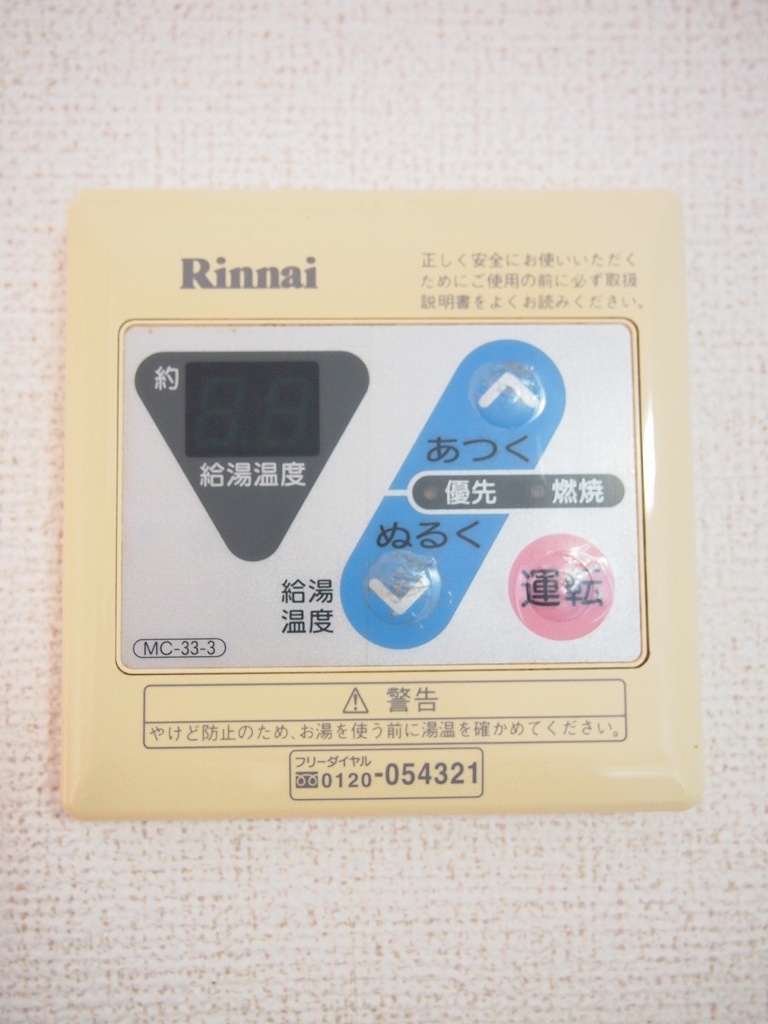 Rinnai
正しく安全にお使いいただく
ためにご使用の前に必ず取扱
説明書をよくお読みください。
約
給湯温度
あつく
優先 燃焼
ぬるく
給湯
温度
運転
MC-33-3
警告
やけど防止のため、お湯を使う前に湯温を確かめてください。
フリーダイヤル
0120-054321